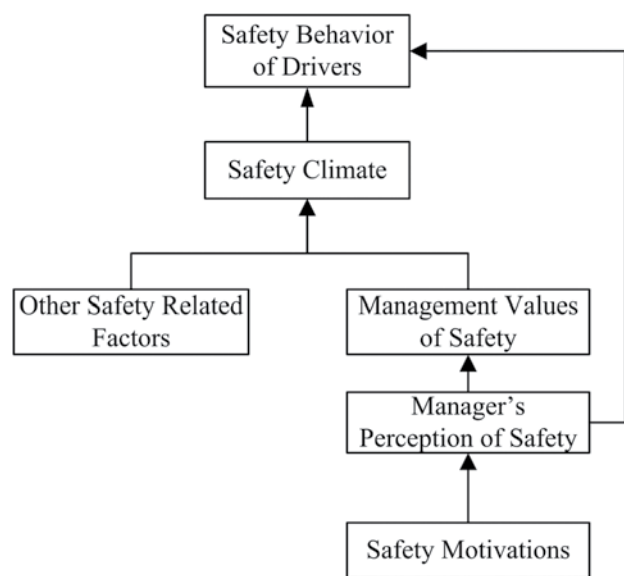 Safety Behavior
of Drivers
Safety Climate
Other Safety Related
Factors
Management Values
of Safety
Manager's
Perception of Safety
Safety Motivations